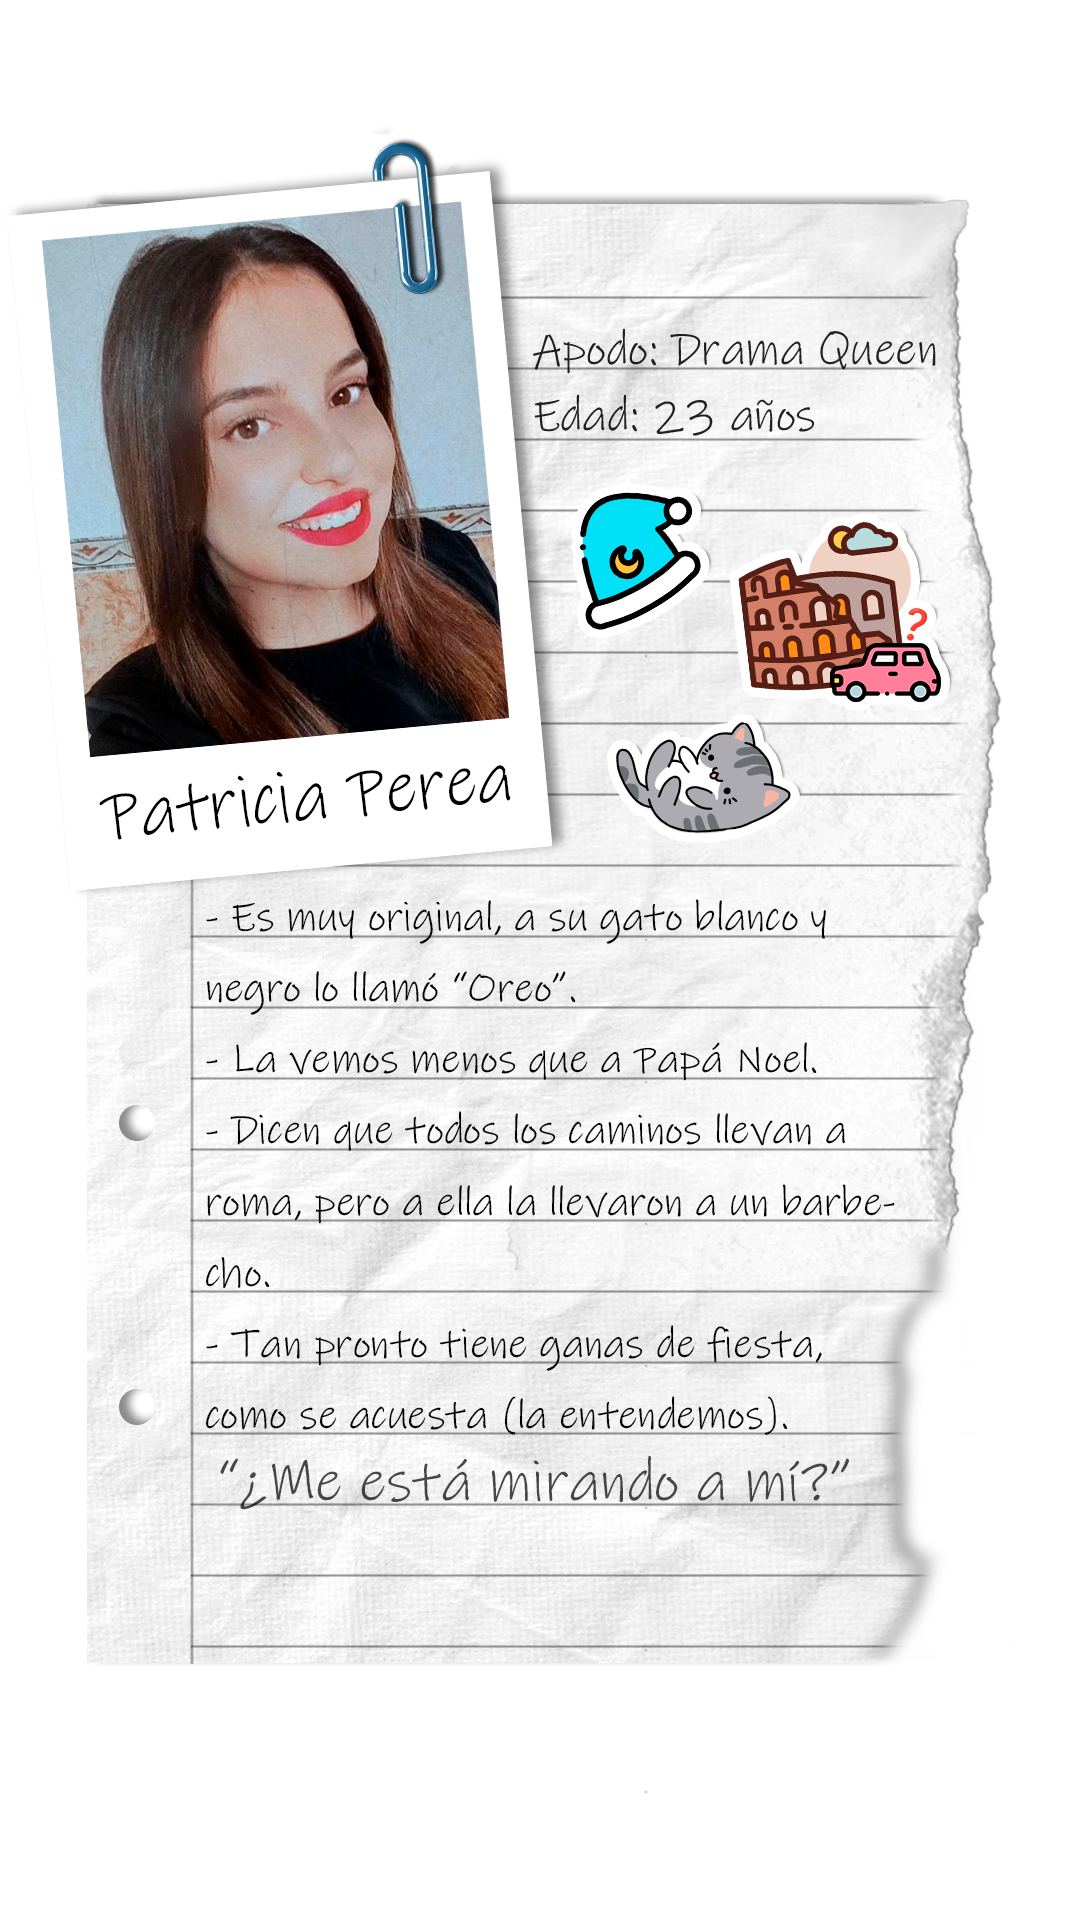 Apodo: Drama Queen
Edad: 23 años
?
Patricia Perea
- Es muy original, a su gato blanco y
negro lo llamó “Oreo”.
- La vemos menos que a Papá Noel.
- Dicen que todos los caminos llevan a
roma, pero a ella la llevaron a un barbe-
cho.
- Tan pronto tiene ganas de fiesta,
como se acuesta (la entendemos).
“¿Me está mirando a mí?”